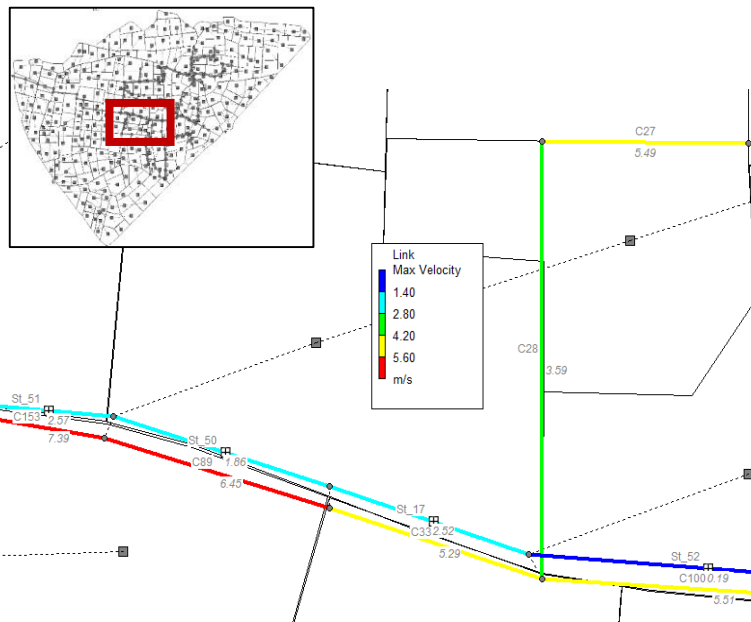 C27
5.49
Link
Max Velocity
1.40
2.80
4.20
5.60
m/s
C28
3.59
St_51
C153
2.57
7.39
St_50
C89
1.86
6.45
St_17
C33
2.52
5.29
St_52
C100
0.19
5.51